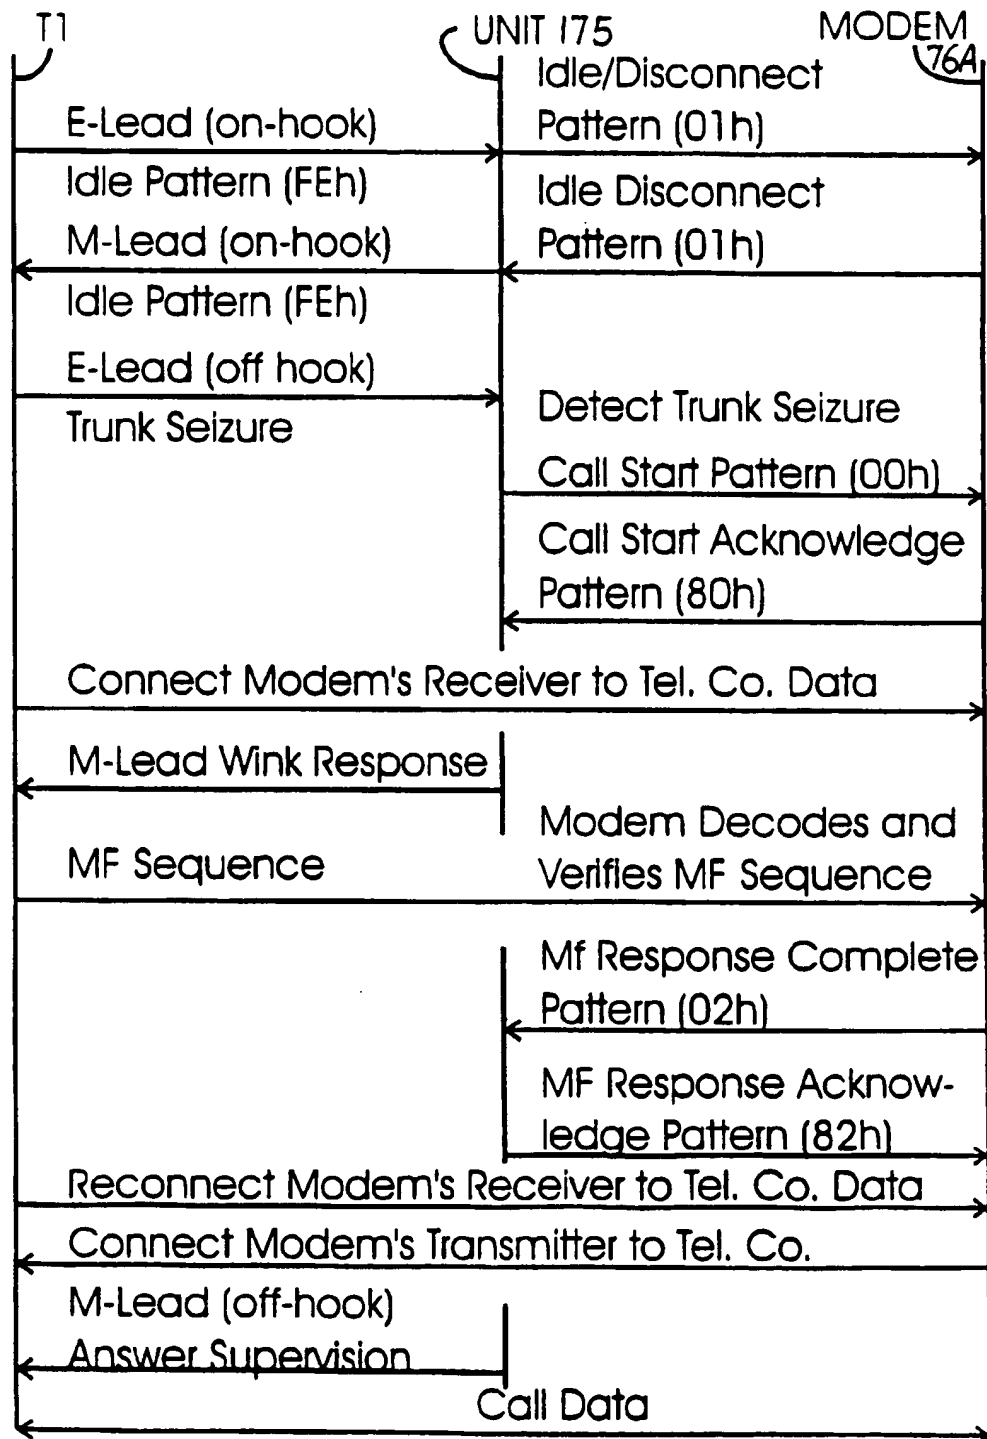 T1
UNIT 175
MODEM
76A
Idle/Disconnect
Pattern (01h)
E-Lead (on-hook)
Idle Pattern (FEh)
Idle Disconnect
Pattern (01h)
M-Lead (on-hook)
Idle Pattern (FEh)
E-Lead (off hook)
Trunk Seizure
Detect Trunk Seizure
Call Start Pattern (00h)
Call Start Acknowledge
Pattern (80h)
Connect Modem's Receiver to Tel. Co. Data
M-Lead Wink Response
MF Sequence
Modem Decodes and
Verifies MF Sequence
Mf Response Complete
Pattern (02h)
MF Response Acknow-
ledge Pattern (82h)
Reconnect Modem's Receiver to Tel. Co. Data
Connect Modem's Transmitter to Tel. Co.
M-Lead (off-hook)
Answer Supervision
Call Data